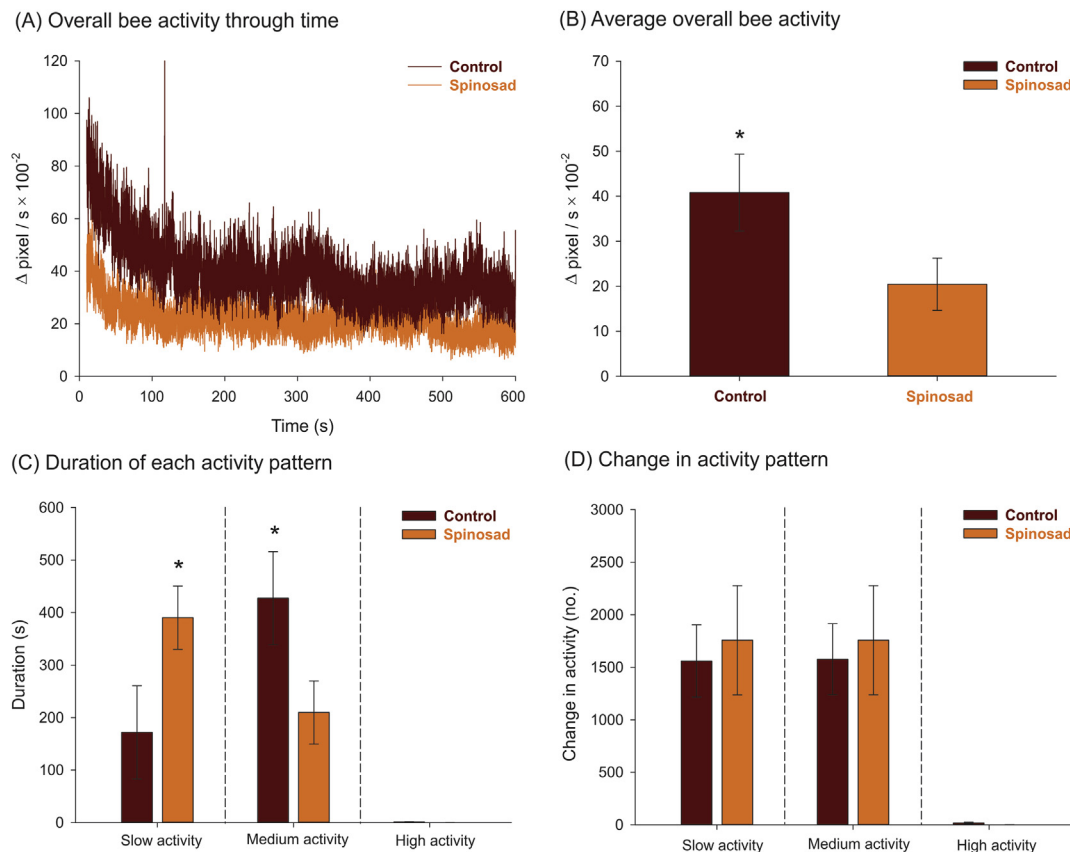 (A) Overall bee activity through time
120
100
80
60
40
20
0
Δ pixel / s × 100⁻²
Control
Spinosad
0 100 200 300 400 500 600
Time (s)
(B) Average overall bee activity
70
60
50
40
30
20
10
0
Δ pixel / s × 100⁻²
Control
Spinosad
*
Control Spinosad
(C) Duration of each activity pattern
600
500
400
300
200
100
0
Duration (s)
Control
Spinosad
* *
Slow activity Medium activity High activity
(D) Change in activity pattern
3000
2500
2000
1500
1000
500
0
Change in activity (no.)
Control
Spinosad
Slow activity Medium activity High activity